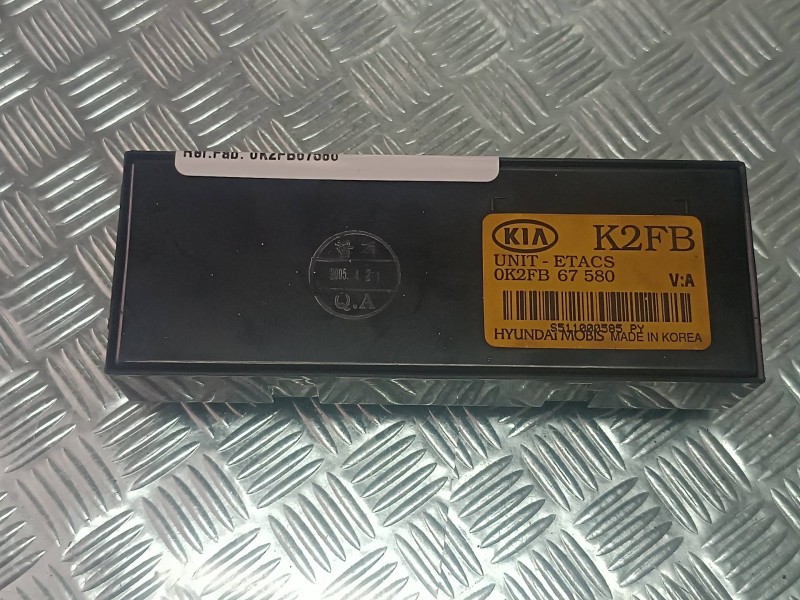 Ref.Fab: 0K2FB67580
2005. 4. 21
Q.A
KIA K2FB
UNIT - ETACS
0K2FB 67 580 V:A
S511000585 PY
HYUNDAI MOBIS MADE IN KOREA